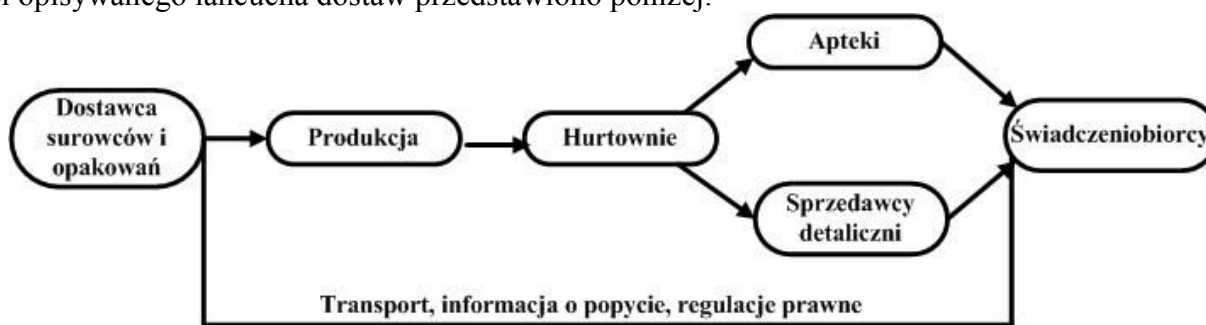 opisywanego łańcucha dostaw przedstawiono poniżej.
Apteki
Dostawca
surowców i
opakowań
Produkcja
Hurtownie
Świadczeniobiorcy
Sprzedawcy
detaliczni
Transport, informacja o popycie, regulacje prawne